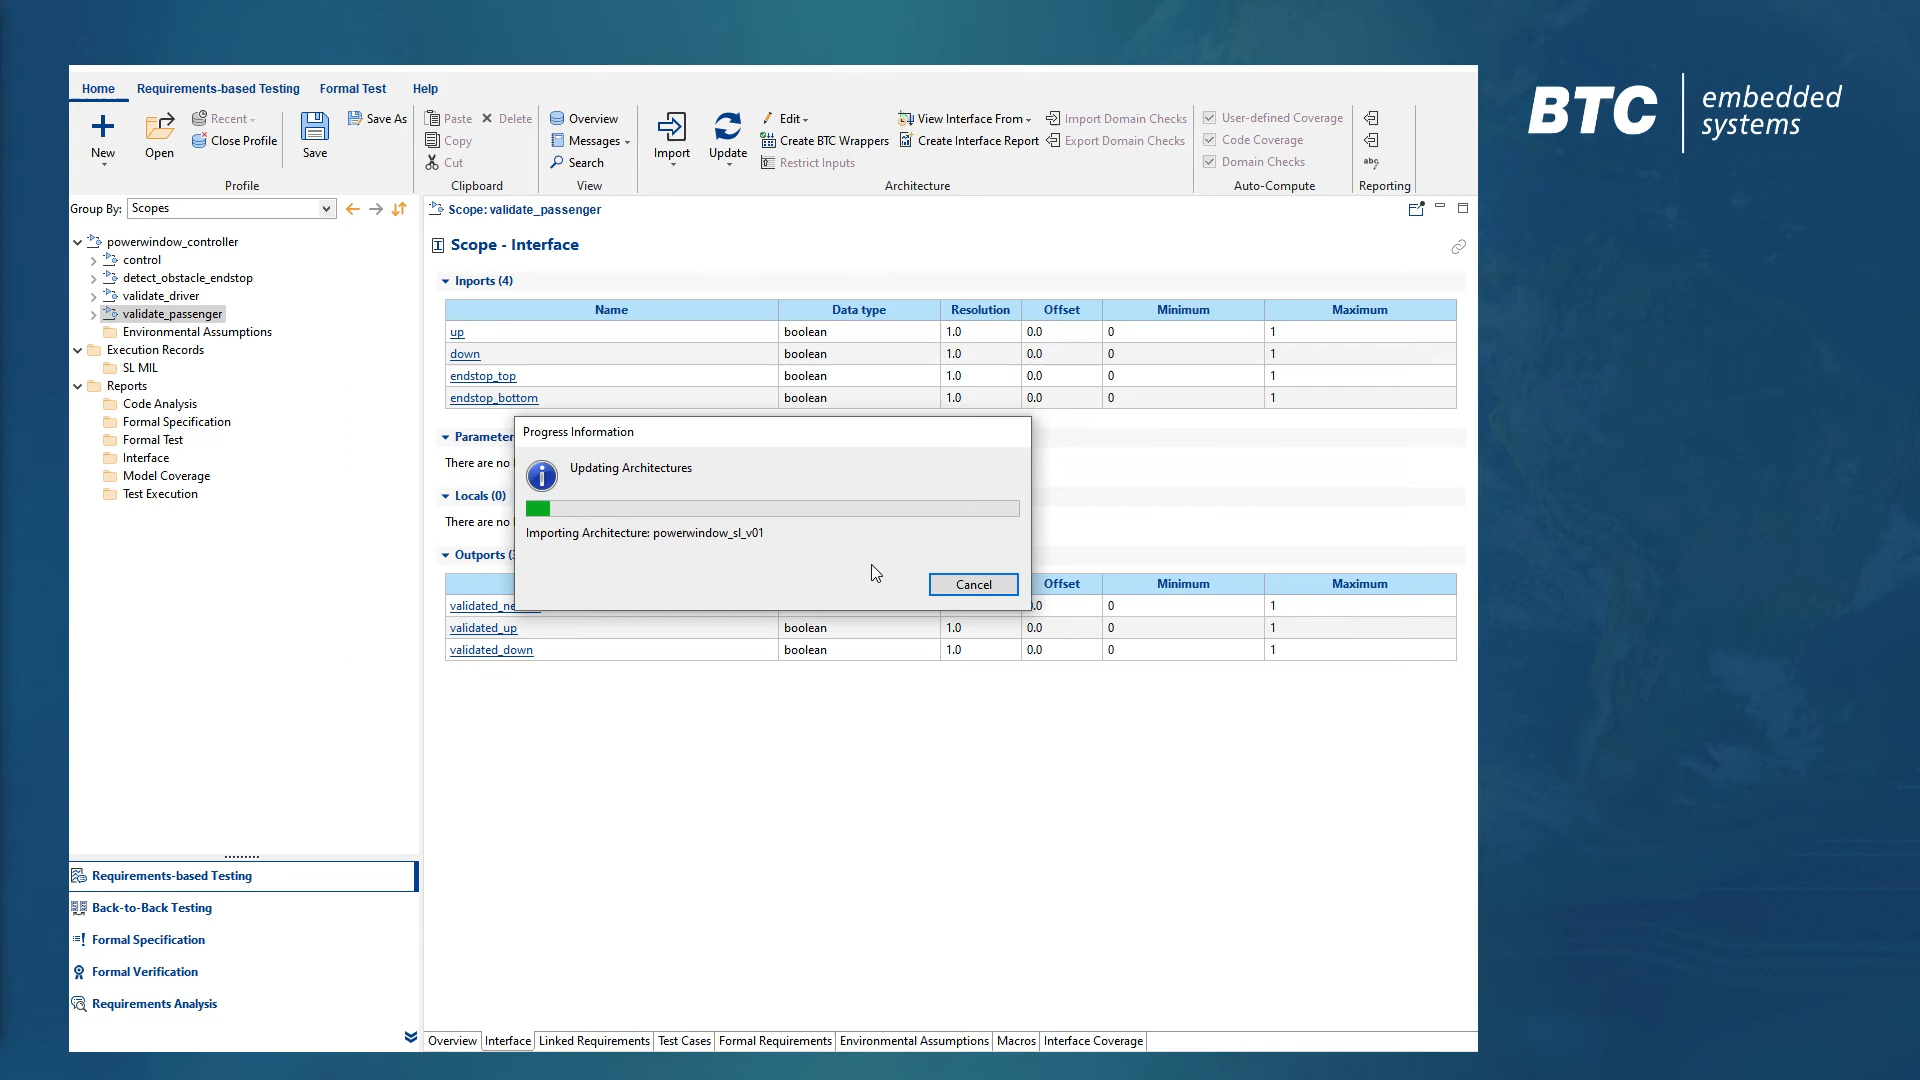 BTC embedded systems
Home Requirements-based Testing Formal Test Help
New
Open
Recent
Close Profile
Save
Save As
Profile
Paste Delete
Copy
Cut
Clipboard
Overview
Messages
Search
View
Import
Update
Edit
Create BTC Wrappers
Restrict Inputs
View Interface From
Create Interface Report
Import Domain Checks
Export Domain Checks
Architecture
User-defined Coverage
Code Coverage
Domain Checks
Auto-Compute
abc
Reporting
Group By: Scopes
powerwindow_controller
control
detect_obstacle_endstop
validate_driver
validate_passenger
Environmental Assumptions
Execution Records
SL MIL
Reports
Code Analysis
Formal Specification
Formal Test
Interface
Model Coverage
Test Execution
Requirements-based Testing
Back-to-Back Testing
Formal Specification
Formal Verification
Requirements Analysis
Scope: validate_passenger
Scope - Interface
Inports (4)
Name Data type Resolution Offset Minimum Maximum
up boolean 1.0 0.0 0 1
down boolean 1.0 0.0 0 1
endstop_top boolean 1.0 0.0 0 1
endstop_bottom boolean 1.0 0.0 0 1
Parameter
There are no
Locals (0)
There are no
Outports
Offset Minimum Maximum
validated_ne .0 0 1
validated_up boolean 1.0 0.0 0 1
validated_down boolean 1.0 0.0 0 1
Progress Information
Updating Architectures
Importing Architecture: powerwindow_sl_v01
Cancel
Overview Interface Linked Requirements Test Cases Formal Requirements Environmental Assumptions Macros Interface Coverage